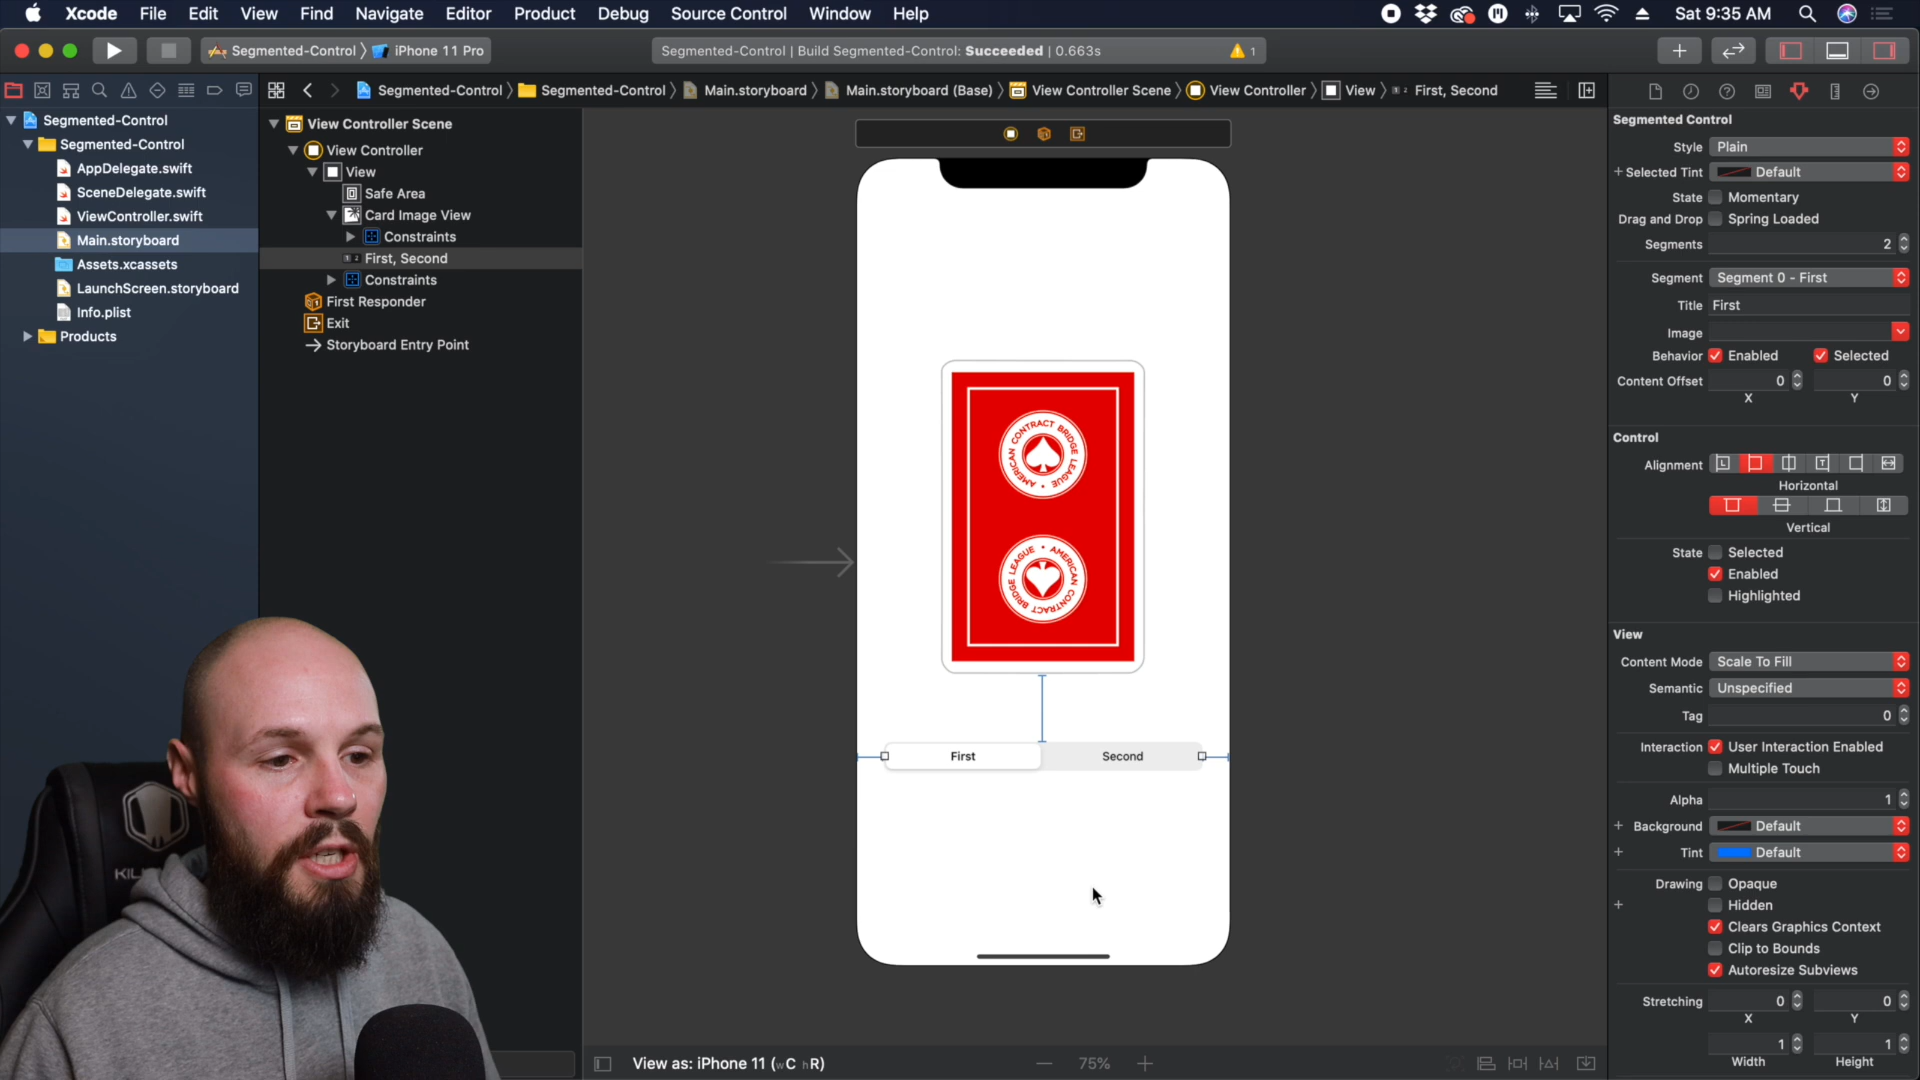 Xcode File Edit View Find Navigate Editor Product Debug Source Control Window Help Sat 9:35 AM
Segmented-Control 〉 iPhone 11 Pro
Segmented-Control | Build Segmented-Control: Succeeded | 0.663s
1
Segmented-Control 〉 Segmented-Control 〉 Main.storyboard 〉 Main.storyboard (Base) 〉 View Controller Scene 〉 View Controller 〉 View 〉 First, Second
Segmented-Control
Segmented-Control
AppDelegate.swift
SceneDelegate.swift
ViewController.swift
Main.storyboard
Assets.xcassets
LaunchScreen.storyboard
Info.plist
Products
View Controller Scene
View Controller
View
Safe Area
Card Image View
Constraints
First, Second
Constraints
First Responder
Exit
Storyboard Entry Point
AMERICAN CONTRACT BRIDGE LEAGUE •
AMERICAN CONTRACT BRIDGE LEAGUE •
First Second
View as: iPhone 11 (wC hR)
75%
Segmented Control
Style Plain
Selected Tint Default
State Momentary
Drag and Drop Spring Loaded
Segments 2
Segment Segment 0 - First
Title First
Image
Behavior Enabled Selected
Content Offset 0 0
X Y
Control
Alignment
Horizontal
Vertical
State Selected
Enabled
Highlighted
View
Content Mode Scale To Fill
Semantic Unspecified
Tag 0
Interaction User Interaction Enabled
Multiple Touch
Alpha 1
Background Default
Tint Default
Drawing Opaque
Hidden
Clears Graphics Context
Clip to Bounds
Autoresize Subviews
Stretching 0 0
X Y
1 1
Width Height